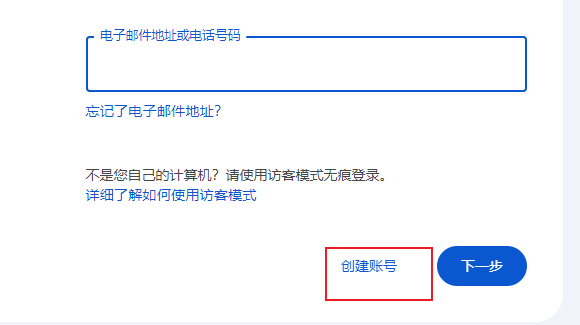 电子邮件地址或电话号码
忘记了电子邮件地址？
不是您自己的计算机？请使用访客模式无痕登录。
详细了解如何使用访客模式
创建账号
下一步